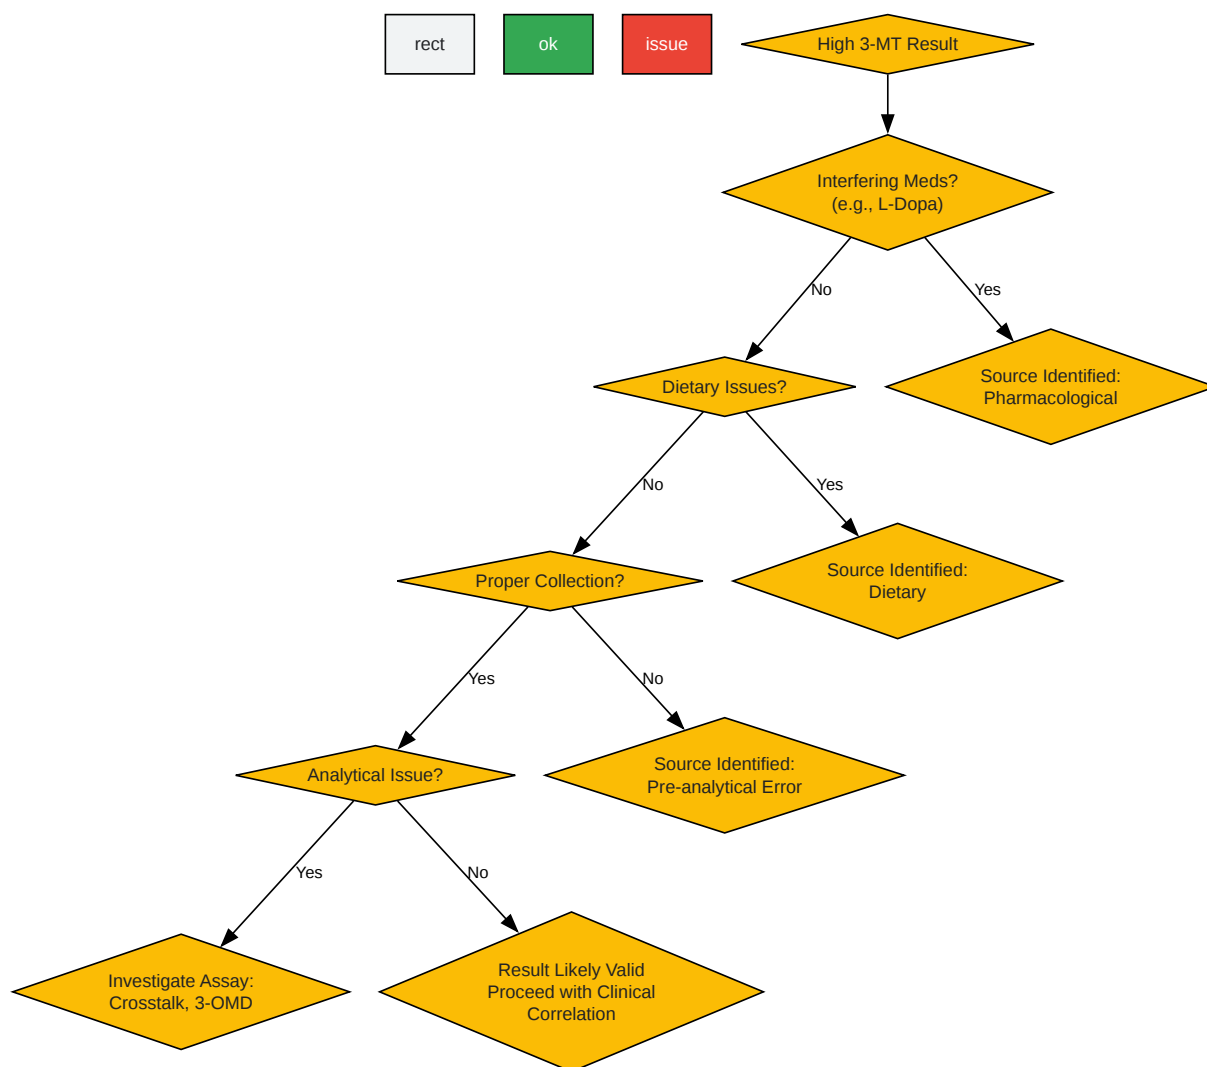 rect
ok
issue
High 3-MT Result
Interfering Meds?
(e.g., L-Dopa)
No
Yes
Dietary Issues?
Source Identified:
Pharmacological
No
Yes
Proper Collection?
Source Identified:
Dietary
Yes
No
Analytical Issue?
Source Identified:
Pre-analytical Error
Yes
No
Investigate Assay:
Crosstalk, 3-OMD
Result Likely Valid
Proceed with Clinical
Correlation